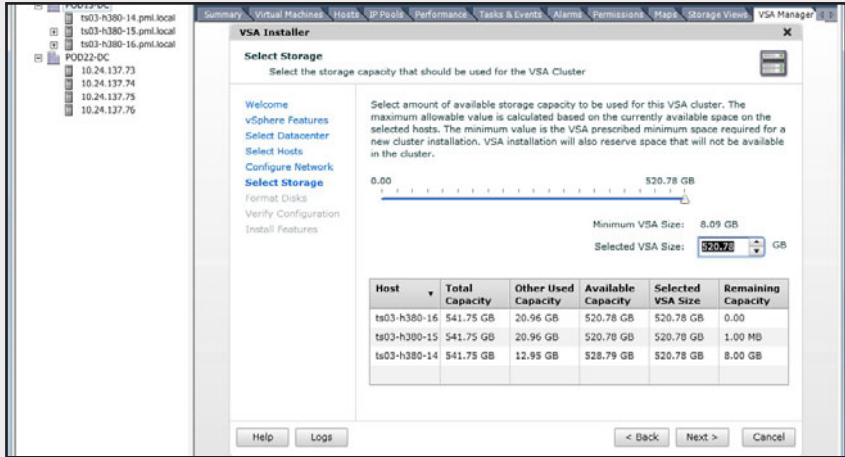 POD15-DC
ts03-h380-14.pml.local
ts03-h380-15.pml.local
ts03-h380-16.pml.local
POD22-DC
10.24.137.73
10.24.137.74
10.24.137.75
10.24.137.76
Summary Virtual Machines Hosts IP Pools Performance Tasks & Events Alarms Permissions Maps Storage Views VSA Manager
VSA Installer x
Select Storage
Select the storage capacity that should be used for the VSA Cluster
Welcome
vSphere Features
Select Datacenter
Select Hosts
Configure Network
Select Storage
Format Disks
Verify Configuration
Install Features
Select amount of available storage capacity to be used for this VSA cluster. The
maximum allowable value is calculated based on the currently available space on the
selected hosts. The minimum value is the VSA prescribed minimum space required for a
new cluster installation. VSA installation will also reserve space that will not be available
in the cluster.
0.00 520.78 GB
Minimum VSA Size: 8.09 GB
Selected VSA Size: 520.78 GB
Host Total Capacity Other Used Capacity Available Capacity Selected VSA Size Remaining Capacity
ts03-h380-16 541.75 GB 20.96 GB 520.78 GB 520.78 GB 0.00
ts03-h380-15 541.75 GB 20.96 GB 520.78 GB 520.78 GB 1.00 MB
ts03-h380-14 541.75 GB 12.95 GB 528.79 GB 520.78 GB 8.00 GB
Help Logs < Back Next > Cancel